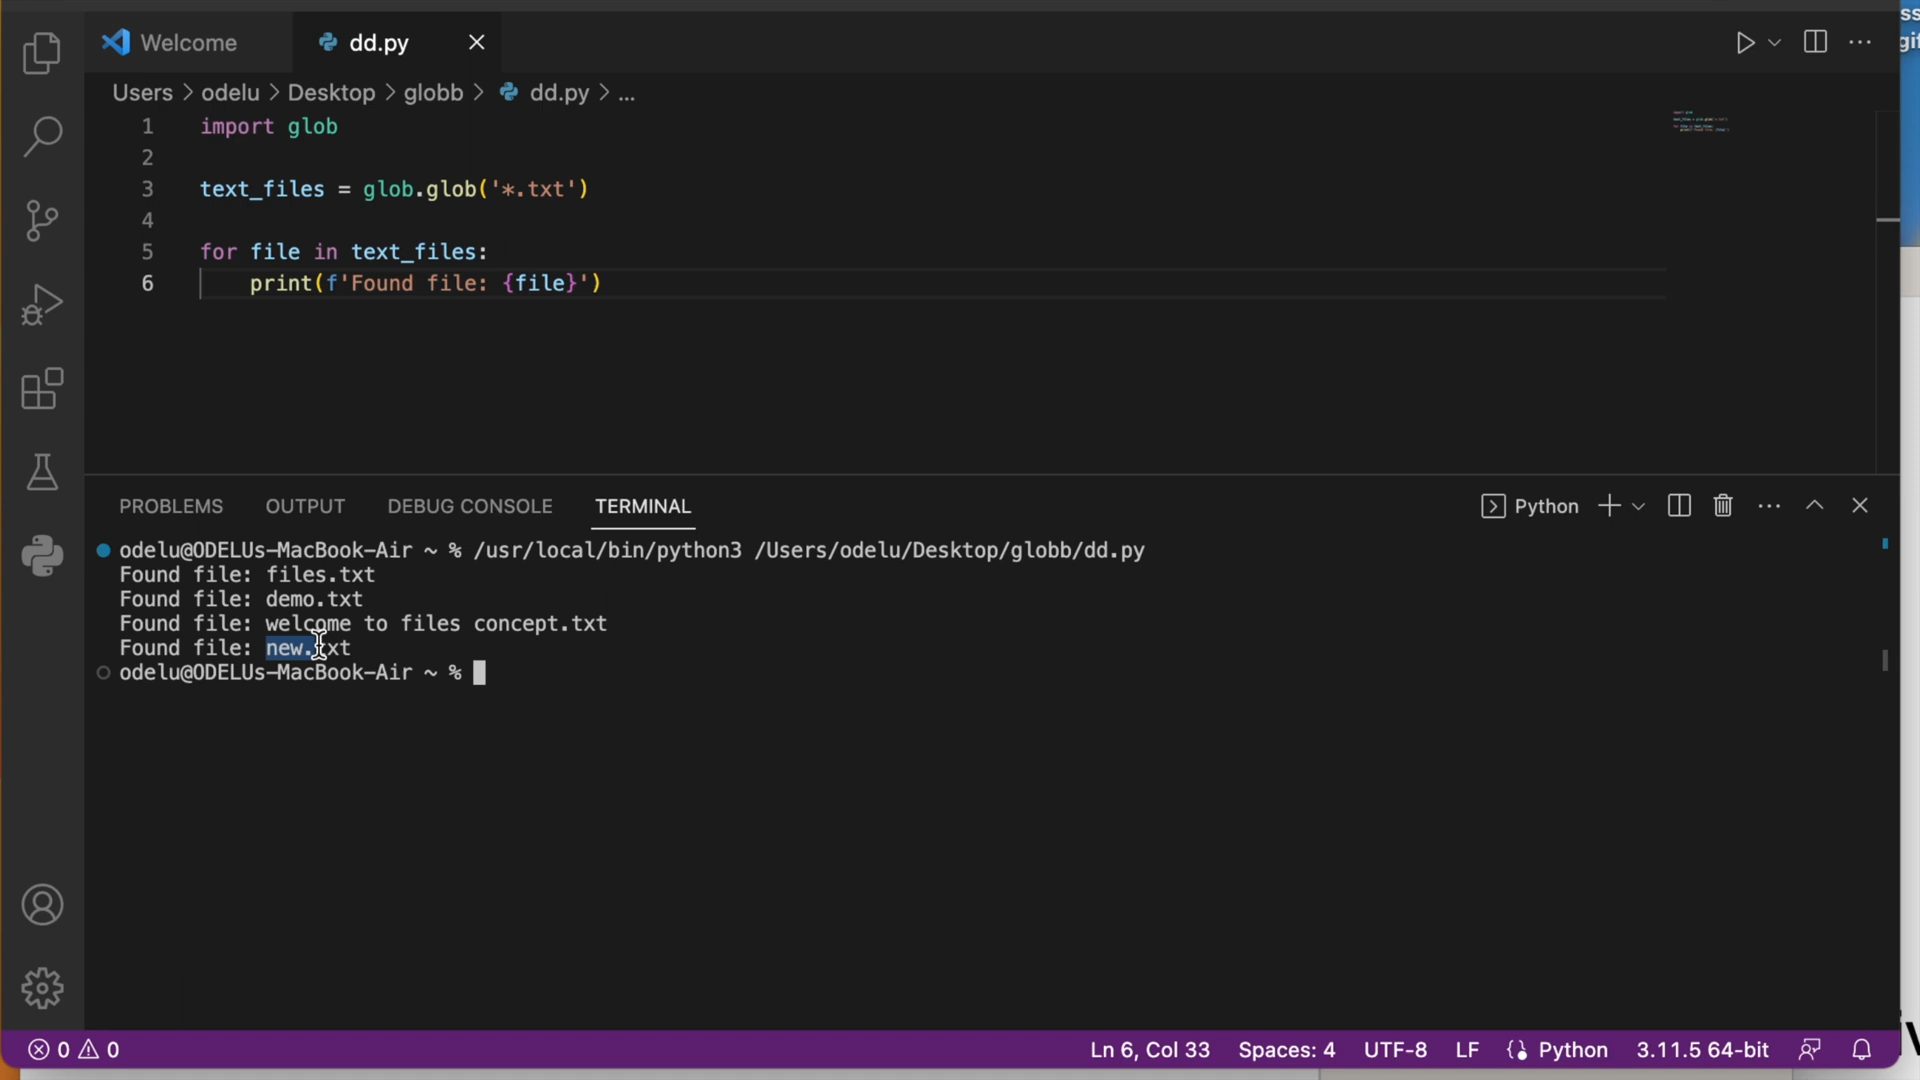 Welcome
dd.py
Users > odelu > Desktop > globb > dd.py > ...
1 import glob
2
3 text_files = glob.glob('*.txt')
4
5 for file in text_files:
6     print(f'Found file: {file}')
PROBLEMS OUTPUT DEBUG CONSOLE TERMINAL
Python
odelu@ODELUs-MacBook-Air ~ % /usr/local/bin/python3 /Users/odelu/Desktop/globb/dd.py
Found file: files.txt
Found file: demo.txt
Found file: welcome to files concept.txt
Found file: new.txt
odelu@ODELUs-MacBook-Air ~ %
0 0
Ln 6, Col 33 Spaces: 4 UTF-8 LF Python 3.11.5 64-bit